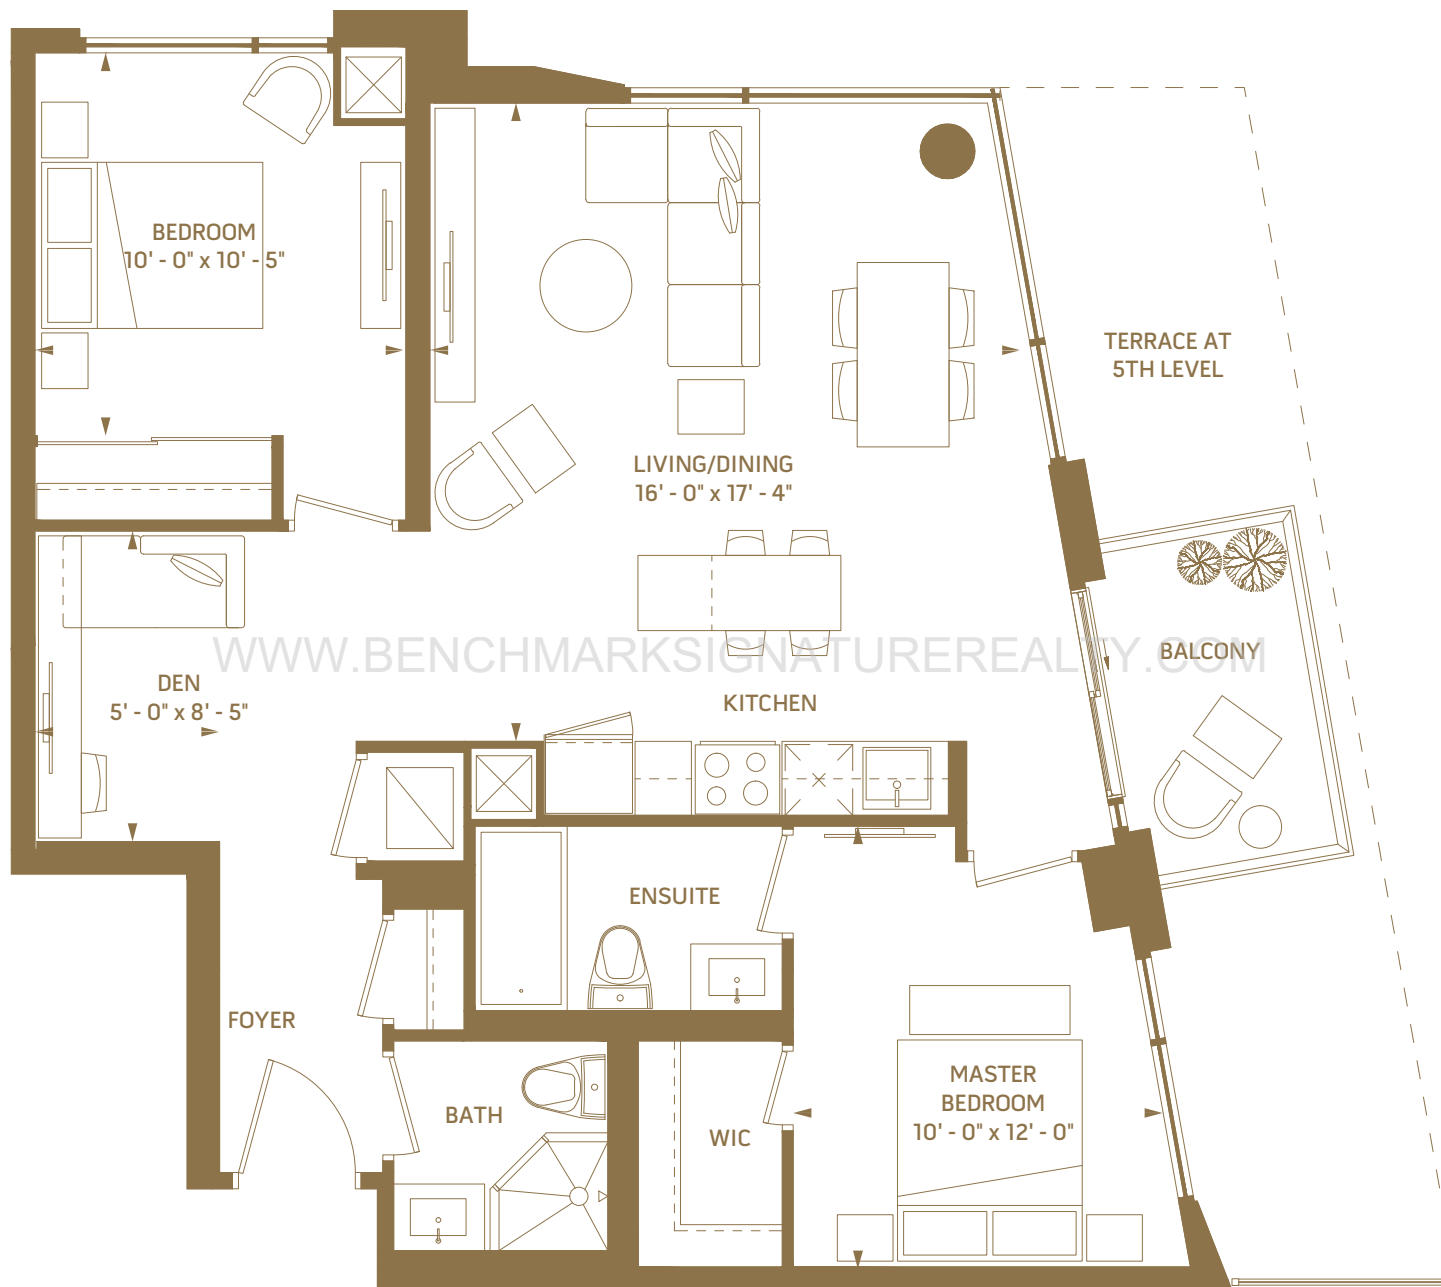 BEDROOM
10' - 0" x 10' - 5"
TERRACE AT
5TH LEVEL
LIVING/DINING
16' - 0" x 17' - 4"
WWW.BENCHMARKSIGNATUREREALTY.COM
BALCONY
DEN
5' - 0" x 8' - 5"
KITCHEN
ENSUITE
FOYER
MASTER
BEDROOM
10' - 0" x 12' - 0"
BATH
WIC